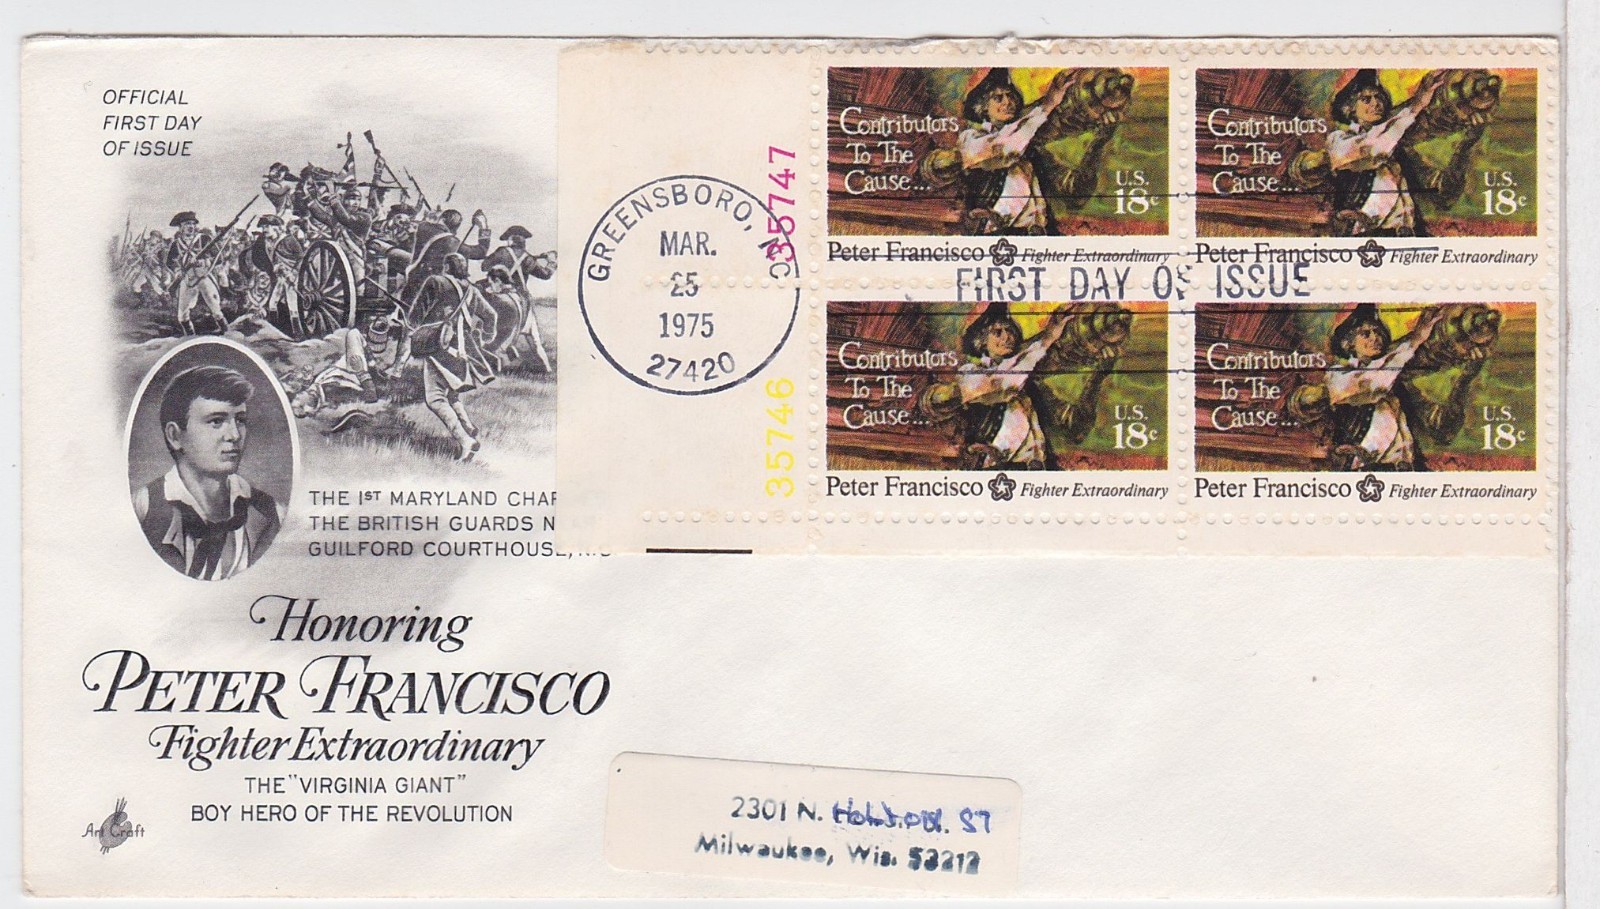 OFFICIAL
FIRST DAY
OF ISSUE
THE 1ST MARYLAND
THE BRITISH GUARDS
GUILFORD COURTHOUSE,
Honoring
PETER FRANCISCO
Fighter Extraordinary
THE "VIRGINIA GIANT"
BOY HERO OF THE REVOLUTION
Art Craft
GREENSBORO, NC
MAR.
25
1975
27420
35747
35746
Contributors
To The
Cause...
U.S.
18c
Peter Francisco Fighter Extraordinary
Contributors
To The
Cause...
U.S.
18c
Peter Francisco Fighter Extraordinary
FIRST DAY OF ISSUE
Contributors
To The
Cause...
U.S.
18c
Peter Francisco Fighter Extraordinary
Contributors
To The
Cause...
U.S.
18c
Peter Francisco Fighter Extraordinary
2301 N. ST
Milwaukee, Wis. 53212